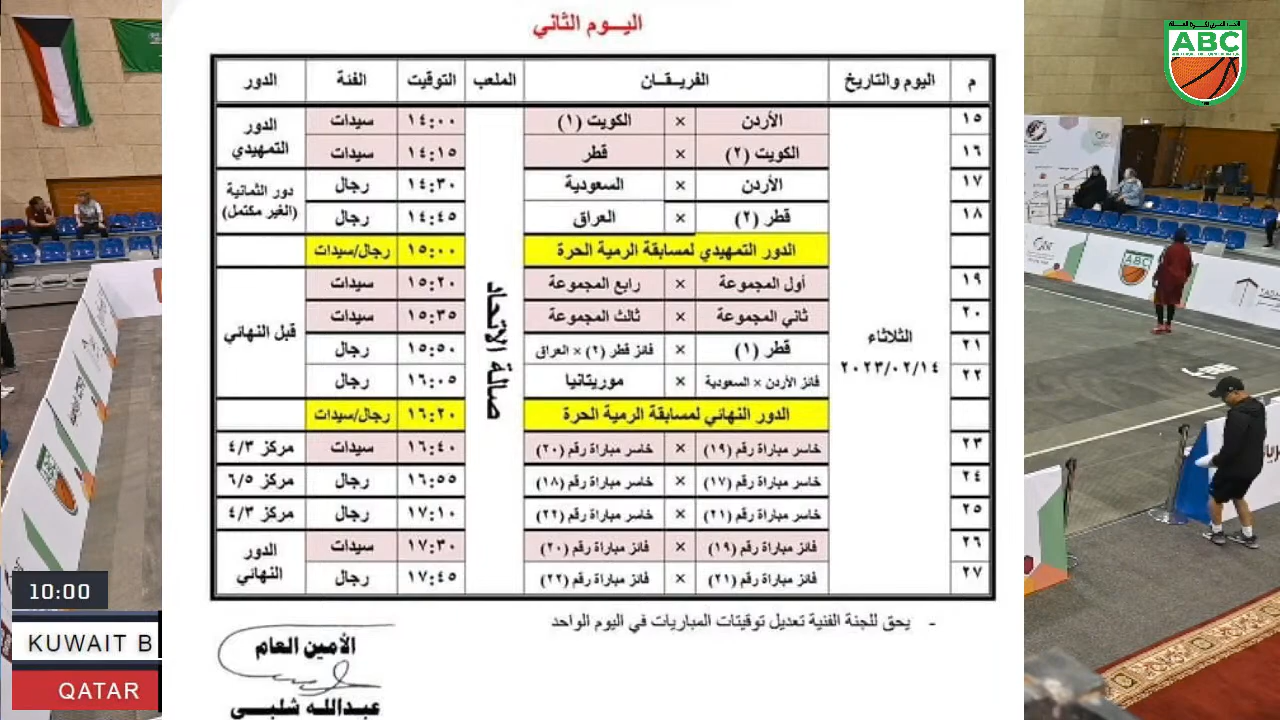 اليوم الثاني
م اليوم والتاريخ الفريقان الملعب التوقيت الفئة الدور
١٥ الأردن × الكويت (١) ١٤:٠٠ سيدات الدور التمهيدي
١٦ الكويت (٢) × قطر ١٤:١٥ سيدات
١٧ الأردن × السعودية ١٤:٣٠ رجال دور الثمانية (الغير مكتمل)
١٨ قطر (٢) × العراق ١٤:٤٥ رجال
الدور التمهيدي لمسابقة الرمية الحرة ١٥:٠٠ رجال/سيدات
١٩ أول المجموعة × رابع المجموعة ١٥:٢٠ سيدات
٢٠ ثاني المجموعة × ثالث المجموعة ١٥:٣٥ سيدات
قبل النهائي
٢١ قطر (١) × فائز قطر (٢) × العراق ١٥:٥٠ رجال
الثلاثاء
٢٠٢٣/٠٢/١٤
صالة الاتحاد
٢٢ فائز الأردن × السعودية × موريتانيا ١٦:٠٥ رجال
الدور النهائي لمسابقة الرمية الحرة ١٦:٢٠ رجال/سيدات
٢٣ خاسر مباراة رقم (١٩) × خاسر مباراة رقم (٢٠) ١٦:٤٠ سيدات مركز ٤/٣
٢٤ خاسر مباراة رقم (١٧) × خاسر مباراة رقم (١٨) ١٦:٥٥ رجال مركز ٦/٥
٢٥ خاسر مباراة رقم (٢١) × خاسر مباراة رقم (٢٢) ١٧:١٠ رجال مركز ٤/٣
٢٦ فائز مباراة رقم (١٩) × فائز مباراة رقم (٢٠) ١٧:٣٠ سيدات الدور النهائي
٢٧ فائز مباراة رقم (٢١) × فائز مباراة رقم (٢٢) ١٧:٤٥ رجال
- يحق للجنة الفنية تعديل توقيتات المباريات في اليوم الواحد
الأمين العام
عبدالله شلبي
10:00
KUWAIT B
QATAR
ABC
ABC